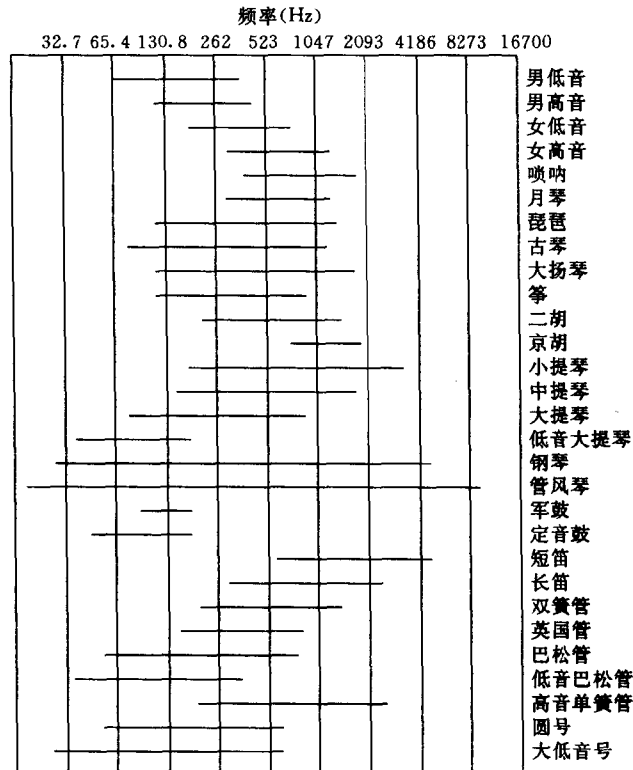 频率(Hz)
32.7 65.4 130.8 262 523 1047 2093 4186 8273 16700
男低音
男高音
女低音
女高音
唢呐
月琴
琵琶
古琴
大扬琴
筝
二胡
京胡
小提琴
中提琴
大提琴
低音大提琴
钢琴
管风琴
军鼓
定音鼓
短笛
长笛
双簧管
英国管
巴松管
低音巴松管
高音单簧管
圆号
大低音号